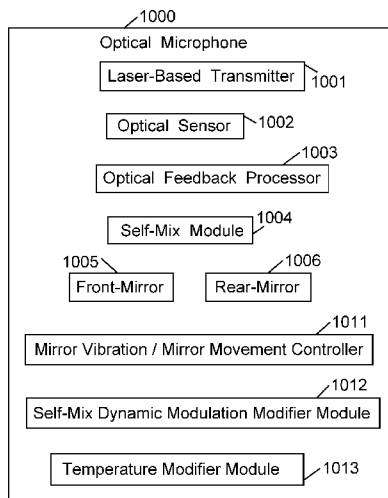 1000
Optical Microphone
Laser-Based Transmitter
1001
Optical Sensor
1002
1003
Optical Feedback Processor
1004
Self-Mix Module
1005
1006
Front-Mirror
Rear-Mirror
1011
Mirror Vibration / Mirror Movement Controller
1012
Self-Mix Dynamic Modulation Modifier Module
Temperature Modifier Module
1013